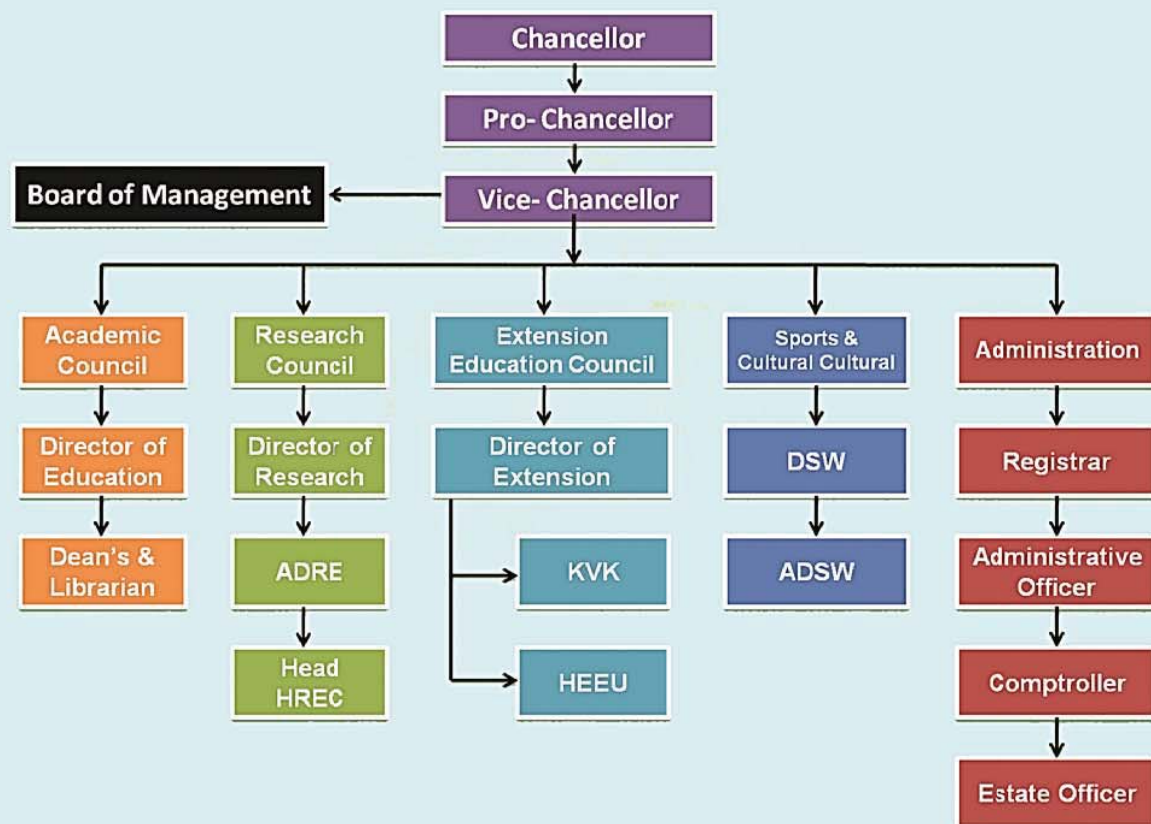 Chancellor
Pro- Chancellor
Board of Management
Vice- Chancellor
Academic
Council
Research
Council
Extension
Education Council
Sports &
Cultural Cultural
Administration
Director of
Education
Director of
Research
Director of
Extension
DSW
Registrar
Dean's &
Librarian
ADRE
KVK
ADSW
Administrative
Officer
Head
HREC
HEEU
Comptroller
Estate Officer